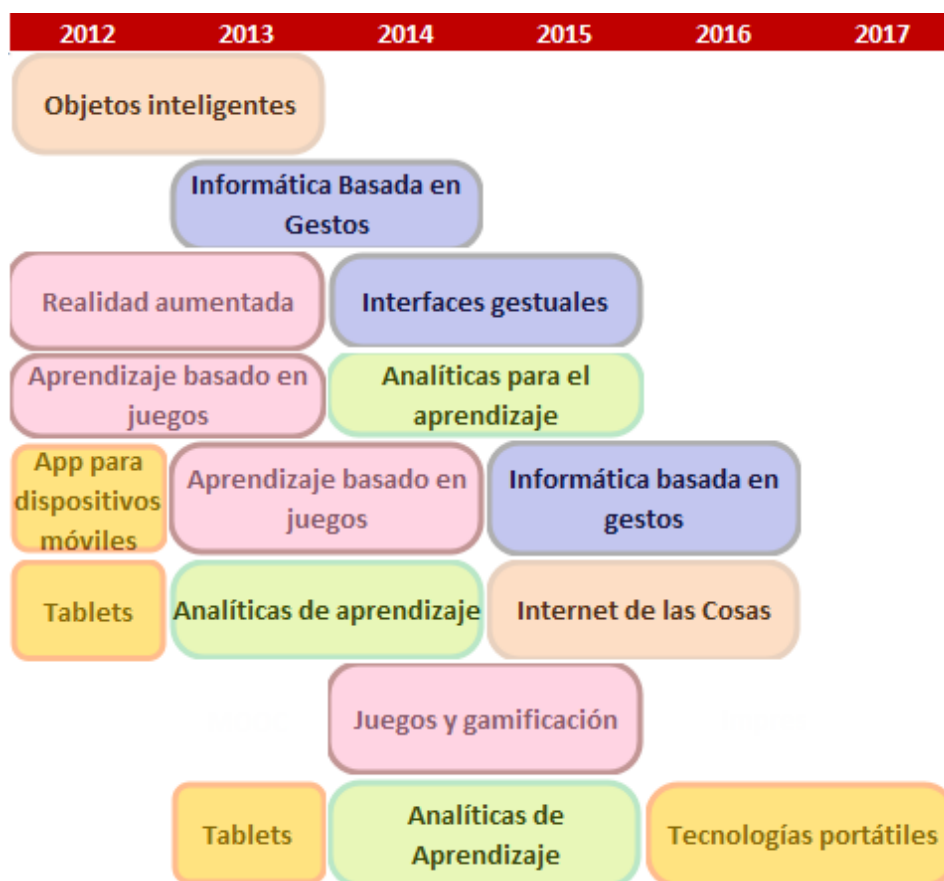 2012 2013 2014 2015 2016 2017
Objetos inteligentes
Informática Basada en
Gestos
Realidad aumentada
Interfaces gestuales
Aprendizaje basado en
juegos
Analíticas para el
aprendizaje
App para
dispositivos
móviles
Aprendizaje basado en
juegos
Informática basada en
gestos
Tablets
Analíticas de aprendizaje
Internet de las Cosas
Juegos y gamificación
Tablets
Analíticas de
Aprendizaje
Tecnologías portátiles